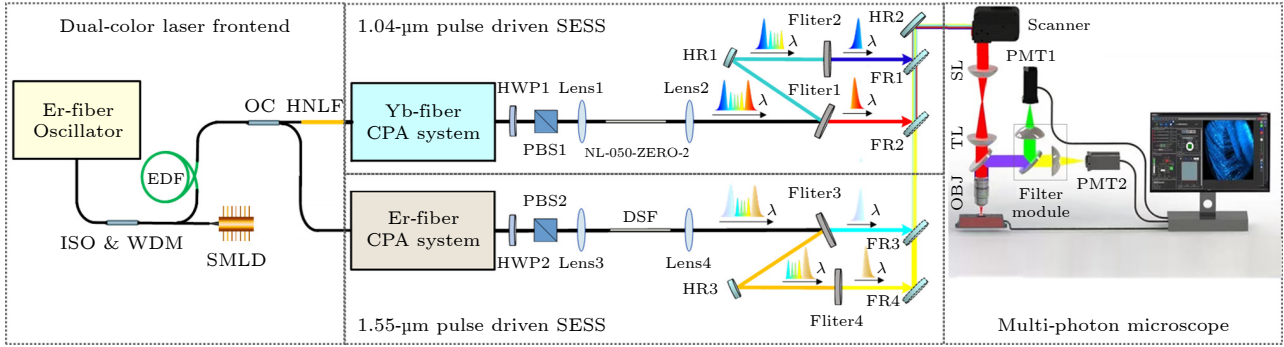 Dual-color laser frontend
Er-fiber
Oscillator
EDF
ISO & WDM
SMLD
OC HNLF
1.04-µm pulse driven SESS
Yb-fiber
CPA system
HWP1
PBS1
Lens1
NL-050-ZERO-2
Lens2
HR1
λ
Fliter2
λ
HR2
FR1
λ
Fliter1
λ
FR2
Er-fiber
CPA system
HWP2
PBS2
Lens3
DSF
Lens4
λ
Fliter3
λ
FR3
HR3
λ
Fliter4
λ
FR4
1.55-µm pulse driven SESS
Scanner
SL
PMT1
TL
OBJ
PMT2
Filter
module
Multi-photon microscope